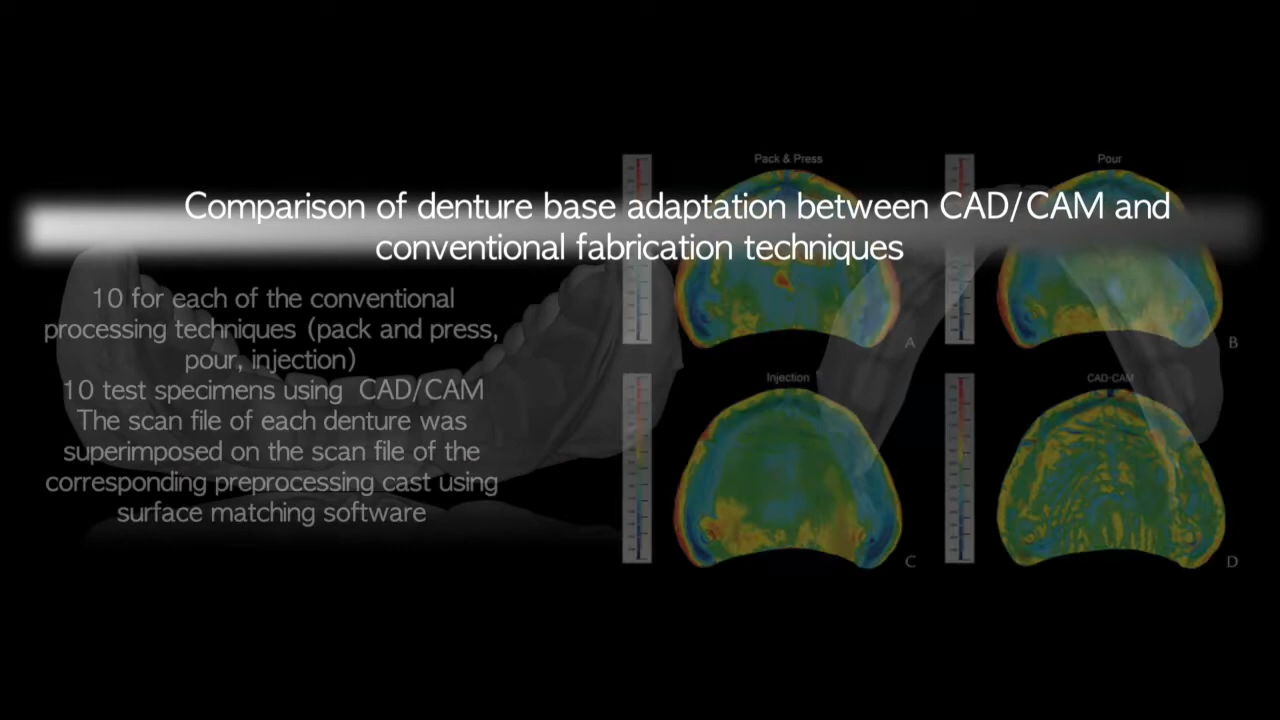 Comparison of denture base adaptation between CAD/CAM and
conventional fabrication techniques
10 for each of the conventional
processing techniques (pack and press,
pour, injection)
10 test specimens using CAD/CAM
The scan file of each denture was
superimposed on the scan file of the
corresponding preprocessing cast using
surface matching software
Pack & Press
A
Pour
B
Injection
C
CAD-CAM
D